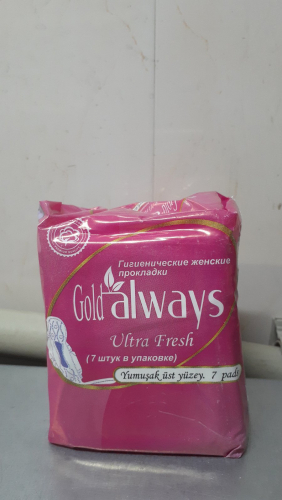 Гигиенические женские
прокладки
Gold always
Ultra Fresh
(7 штук в упаковке)
Yumuşak üst yüzey. 7 pads